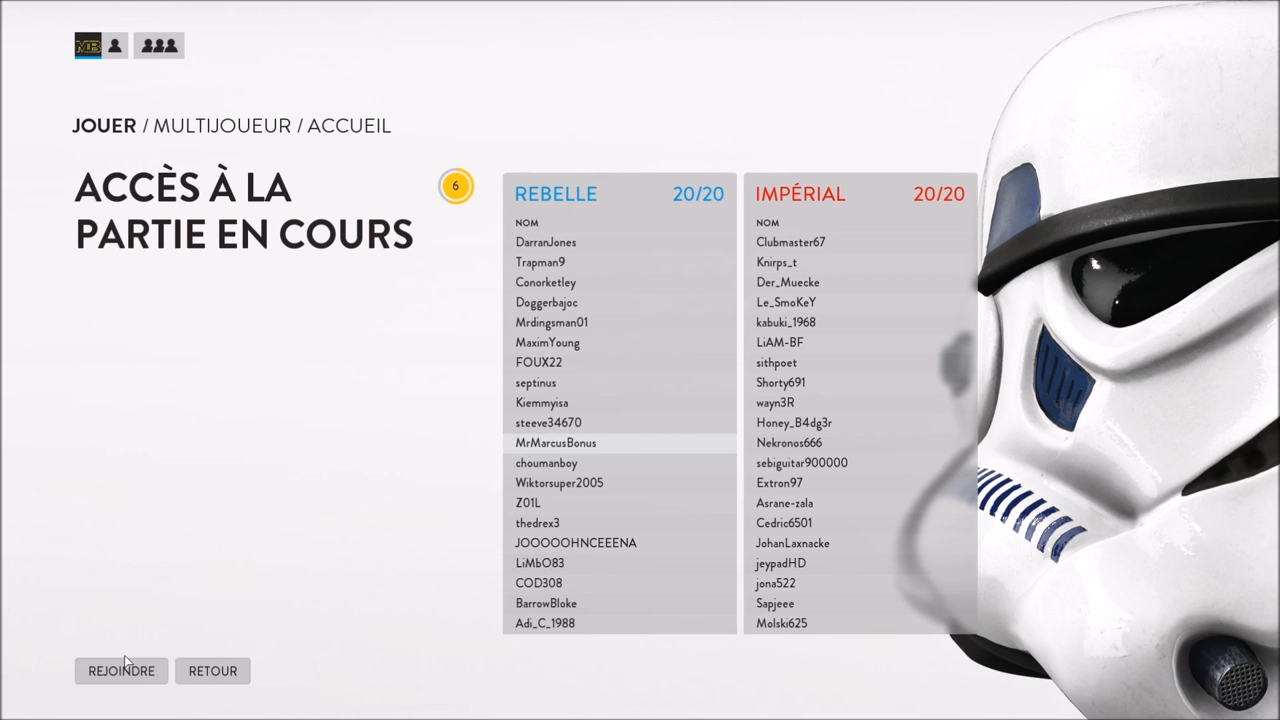 MB
JOUER / MULTIJOUEUR / ACCUEIL
ACCÈS À LA
PARTIE EN COURS
6
REBELLE 20/20
NOM
DarranJones
Trapman9
Conorketley
Doggerbajoc
Mrdingsman01
MaximYoung
FOUX22
septinus
Kiemmyisa
steeve34670
MrMarcusBonus
choumanboy
Wiktorsuper2005
Z01L
thedrex3
JOOOOOHNCEEENA
LiMbO83
COD308
BarrowBloke
Adi_C_1988
IMPÉRIAL 20/20
NOM
Clubmaster67
Knirps_t
Der_Muecke
Le_SmoKeY
kabuki_1968
LiAM-BF
sithpoet
Shorty691
wayn3R
Honey_B4dg3r
Nekronos666
sebiguitar900000
Extron97
Asrane-zala
Cedric6501
JohanLaxnacke
jeypadHD
jona522
Sapjeee
Molski625
REJOINDRE RETOUR